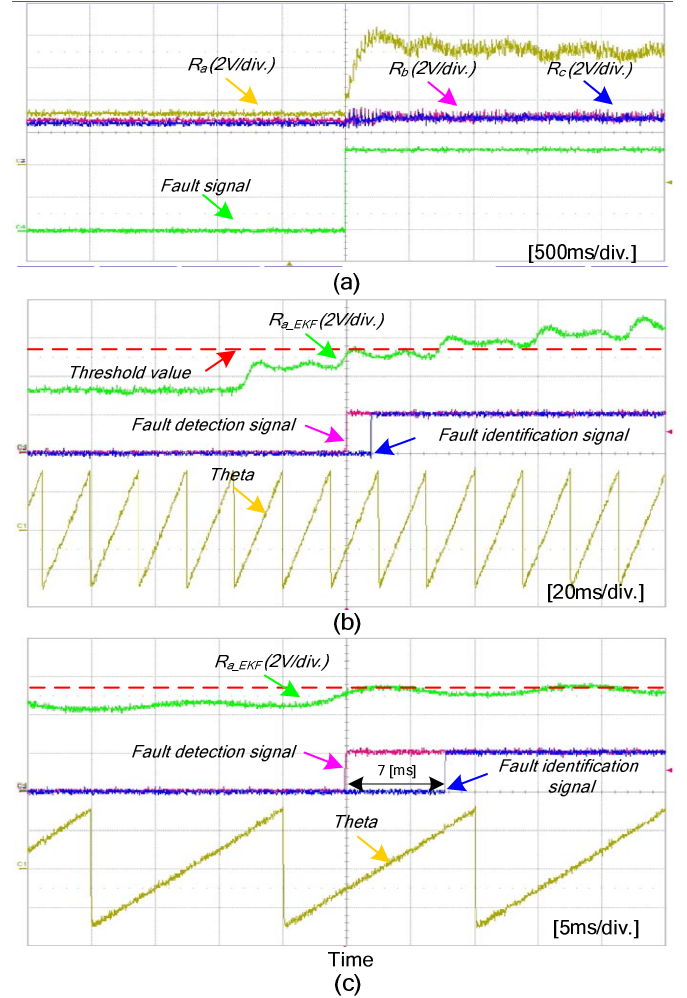 Ra (2V/div.)
Rb (2V/div.)
Rc (2V/div.)
Fault signal
[500ms/div.]
(a)
Ra_EKF (2V/div.)
Threshold value
Fault detection signal
Fault identification signal
Theta
C1
[20ms/div.]
(b)
Ra_EKF (2V/div.)
Fault detection signal
7 [ms]
Fault identification
signal
Theta
C1
[5ms/div.]
Time
(c)